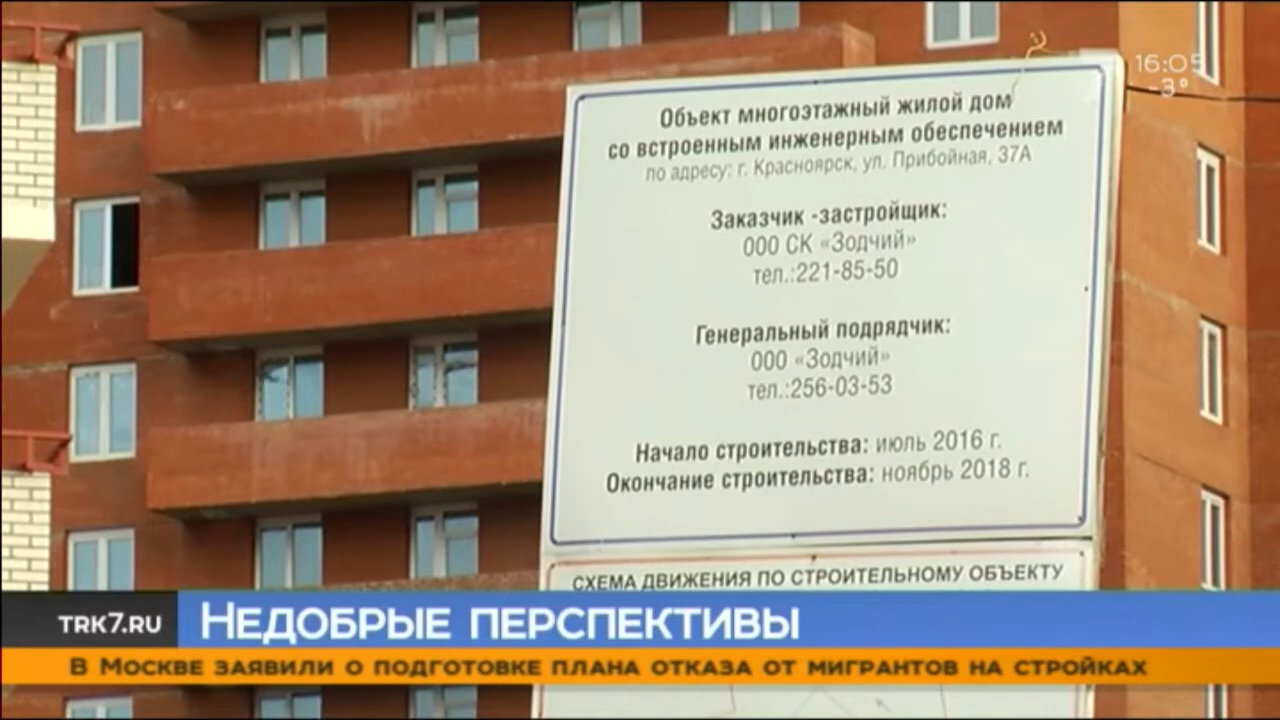 16:05
-3°
Объект многоэтажный жилой дом
со встроенным инженерным обеспечением
по адресу: г. Красноярск, ул. Прибойная, 37А
Заказчик -застройщик:
ООО СК «Зодчий»
тел.:221-85-50
Генеральный подрядчик:
ООО «Зодчий»
тел.:256-03-53
Начало строительства: июль 2016 г.
Окончание строительства: ноябрь 2018 г.
СХЕМА ДВИЖЕНИЯ ПО СТРОИТЕЛЬНОМУ ОБЪЕКТУ
TRK7.RU
НЕДОБРЫЕ ПЕРСПЕКТИВЫ
В МОСКВЕ ЗАЯВИЛИ О ПОДГОТОВКЕ ПЛАНА ОТКАЗА ОТ МИГРАНТОВ НА СТРОЙКАХ